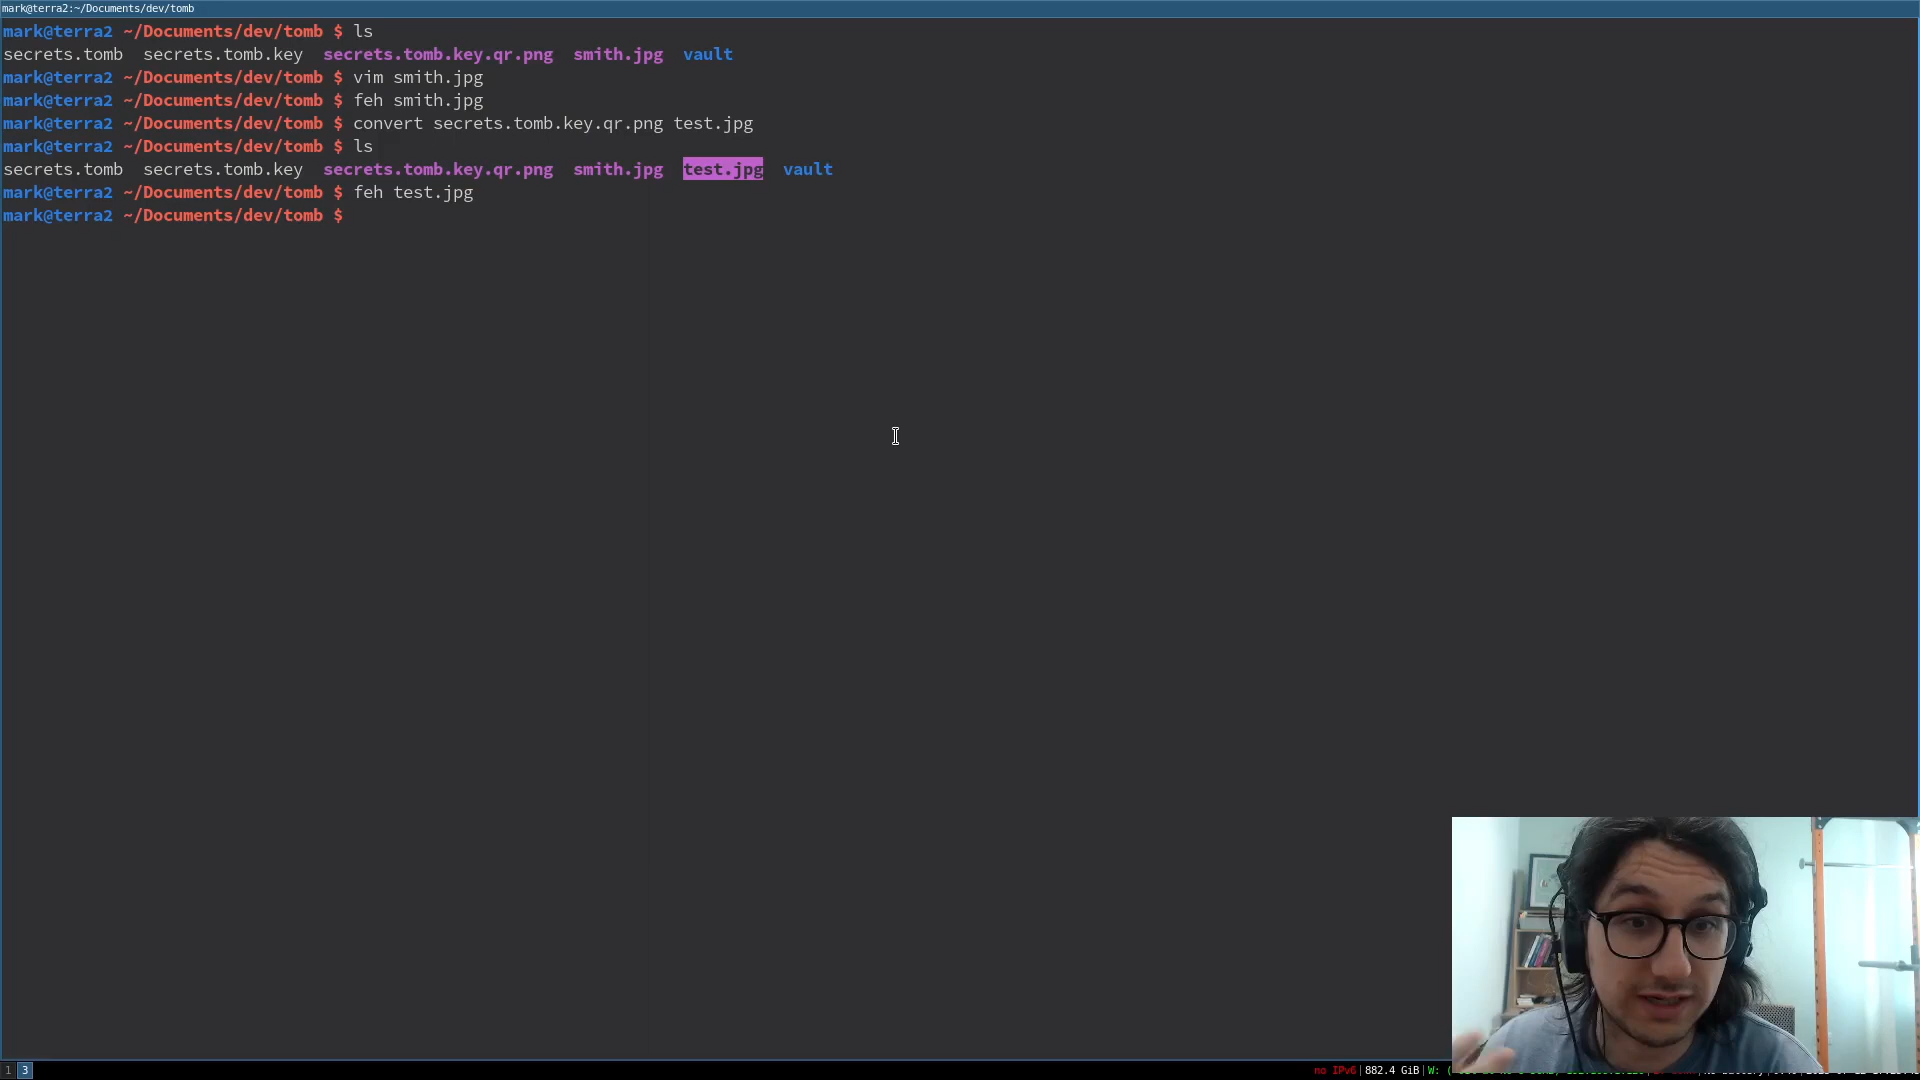 mark@terra2:~/Documents/dev/tomb
mark@terra2 ~/Documents/dev/tomb $ ls
secrets.tomb secrets.tomb.key secrets.tomb.key.qr.png smith.jpg vault
mark@terra2 ~/Documents/dev/tomb $ vim smith.jpg
mark@terra2 ~/Documents/dev/tomb $ feh smith.jpg
mark@terra2 ~/Documents/dev/tomb $ convert secrets.tomb.key.qr.png test.jpg
mark@terra2 ~/Documents/dev/tomb $ ls
secrets.tomb secrets.tomb.key secrets.tomb.key.qr.png smith.jpg test.jpg vault
mark@terra2 ~/Documents/dev/tomb $ feh test.jpg
mark@terra2 ~/Documents/dev/tomb $
1 3 no IPv6|882.4 GiB|W: (